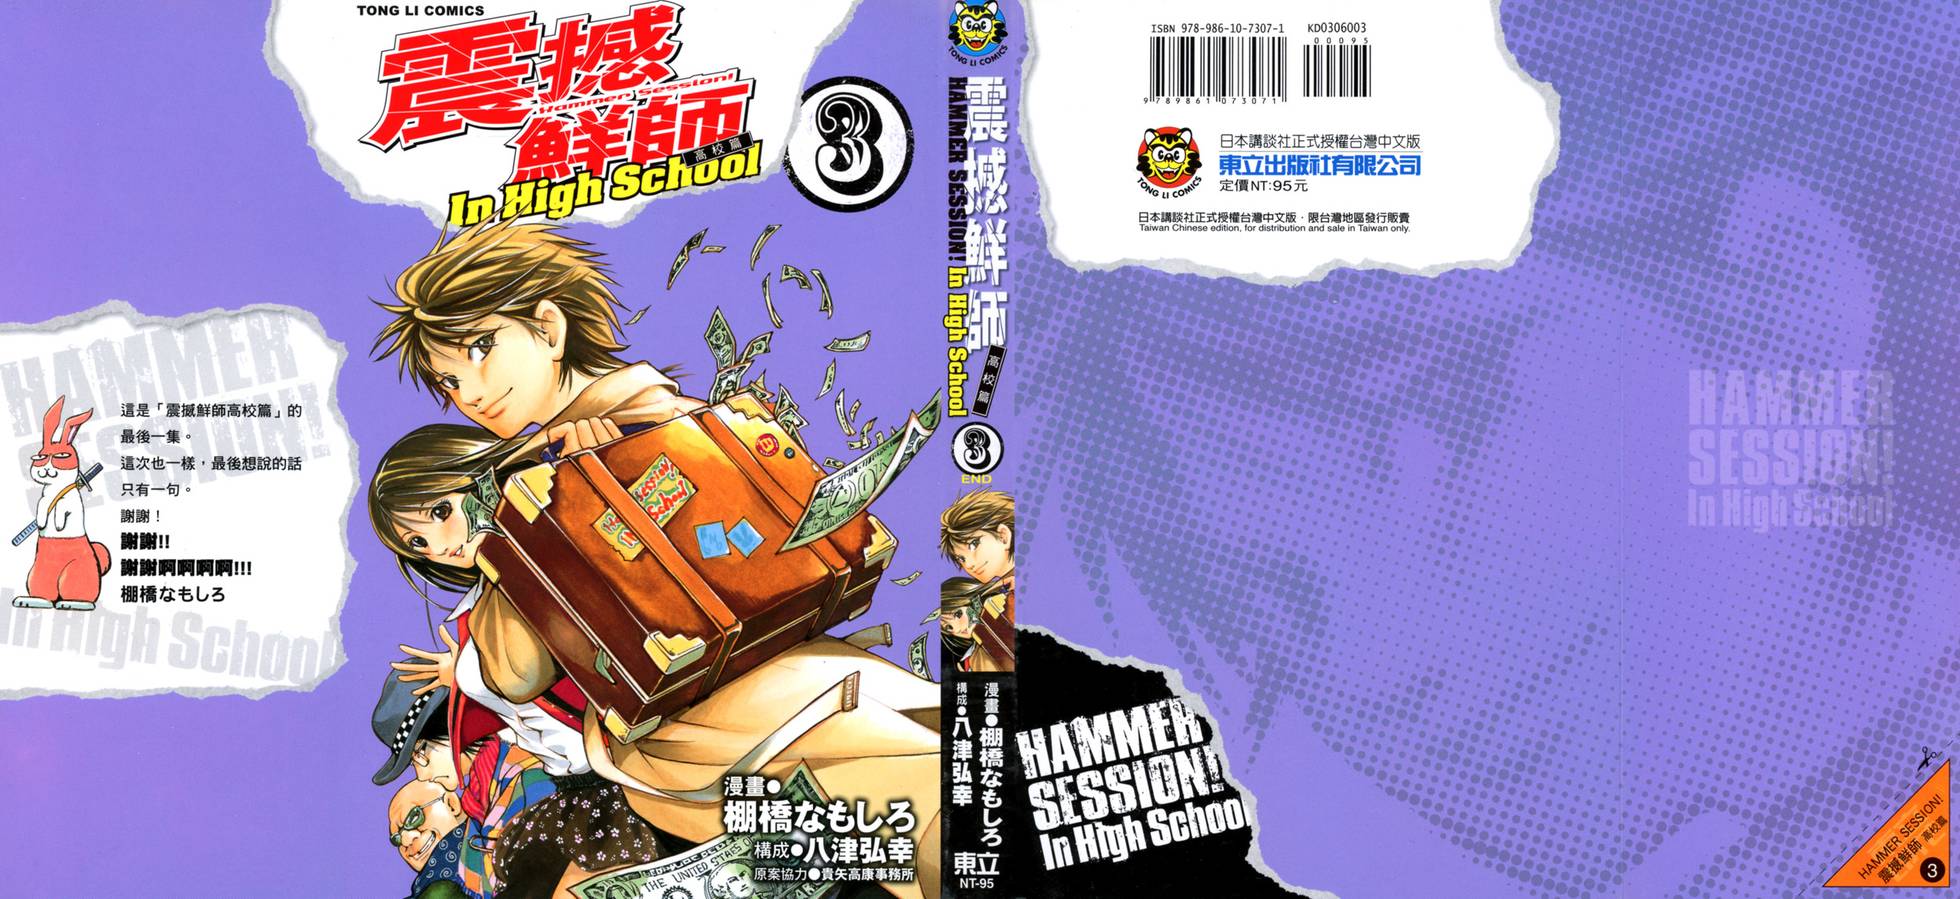 TONG LI COMICS
震撼鮮師
Hammer Session!
高校篇
In High School
3
HAMMER
SESSION!
In High School
這是「震撼鮮師高校篇」的
最後一集。
這次也一樣，最後想說的話
只有一句。
謝謝！
謝謝!!
謝謝啊啊啊啊!!!
棚橋なもしろ
漫畫●
棚橋なもしろ
構成●八津弘幸
原案協力●貴矢高康事務所
THE UNITED STATES OF
TONG LI COMICS
震撼鮮師
HAMMER SESSION! In High School
高校篇
3
END
漫畫●棚橋なもしろ
構成●八津弘幸
東立
NT-95
ISBN 978-986-10-7307-1
KD0306003
00095
9789861073071
TONG LI COMICS
日本講談社正式授權台灣中文版
東立出版社有限公司
定價NT:95元
日本講談社正式授權台灣中文版・限台灣地區發行販賣
Taiwan Chinese edition, for distribution and sale in Taiwan only.
HAMMER
SESSION!
In High School
HAMMER
SESSION!
In High School
HAMMER SESSION!
震撼鮮師 高校篇
3